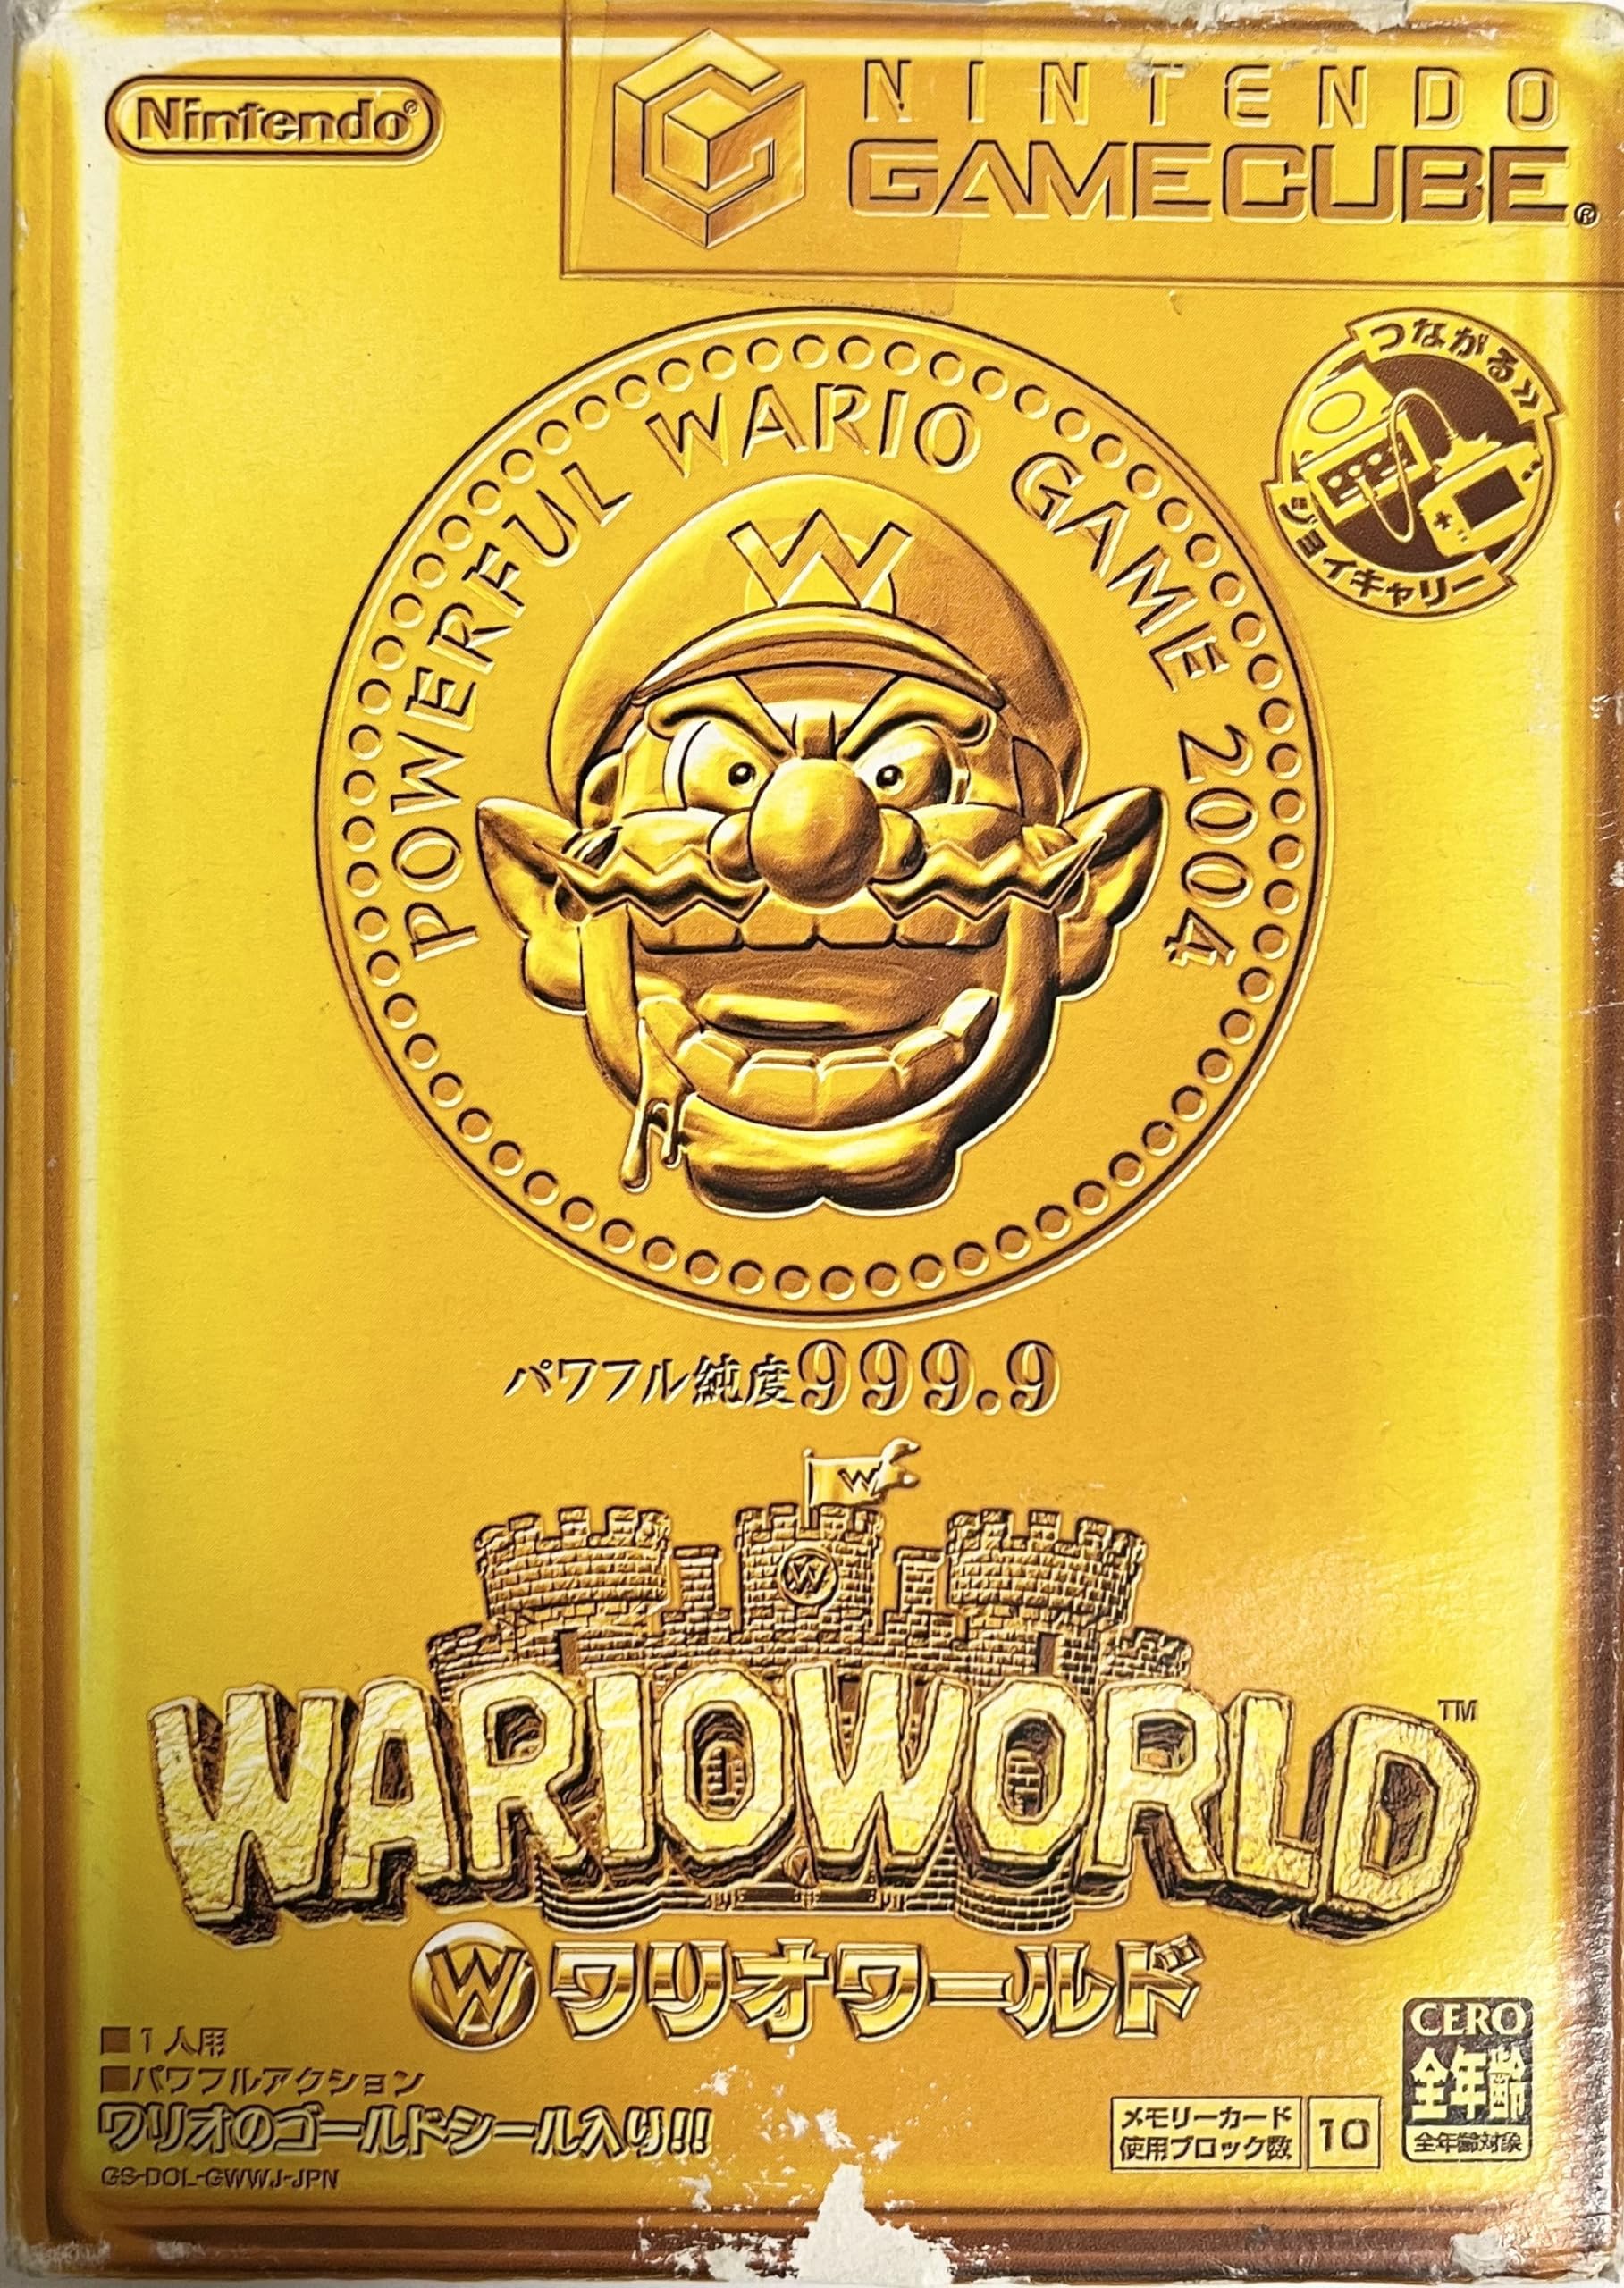 Nintendo®
NINTENDO
GAMECUBE®
つながる»
ジョイキャリー
POWERFUL WARIO GAME 2004
W
パワフル純度999.9
W
W
WARIOWORLD™
W ワリオワールド
■1人用
■パワフルアクション
ワリオのゴールドシール入り!!
GS-DOL-GWWJ-JPN
メモリーカード
使用ブロック数
10
CERO
全年齢
全年齢対象